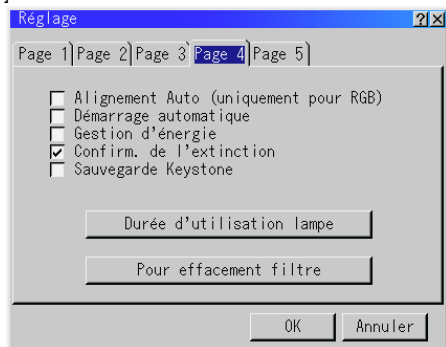 ]
Réglage ? ×
Page 1 Page 2 Page 3 Page 4 Page 5
Alignement Auto (uniquement pour RGB)
Démarrage automatique
Gestion d'énergie
Confirm. de l'extinction
Sauvegarde Keystone
Durée d'utilisation lampe
Pour effacement filtre
OK Annuler